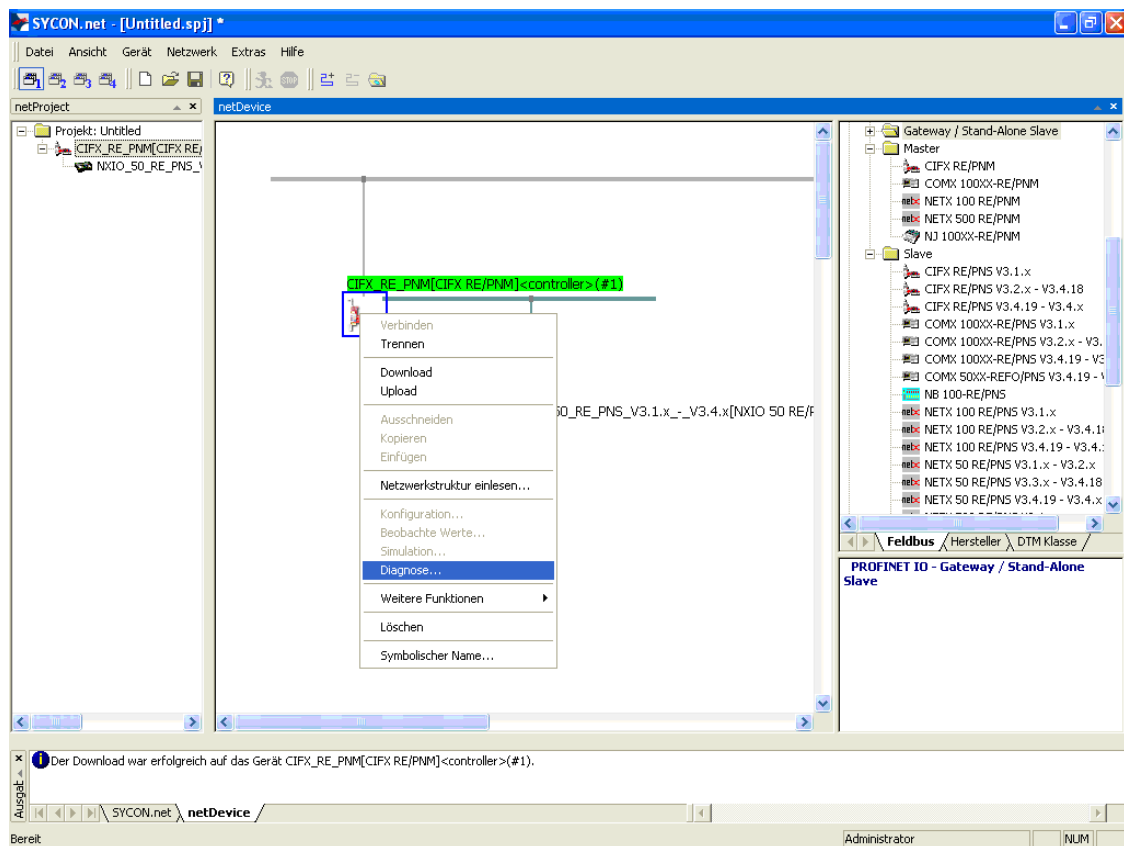 SYCON.net - [Untitled.spj] *
Datei Ansicht Gerät Netzwerk Extras Hilfe
netProject
netDevice
Projekt: Untitled
CIFX_RE_PNM[CIFX RE/
NXIO_50_RE_PNS_V
CIFX_RE_PNM[CIFX RE/PNM]<controller>(#1)
50_RE_PNS_V3.1.x_-_V3.4.x[NXIO 50 RE/P
Verbinden
Trennen
Download
Upload
Ausschneiden
Kopieren
Einfügen
Netzwerkstruktur einlesen...
Konfiguration...
Beobachte Werte...
Simulation...
Diagnose...
Weitere Funktionen
Löschen
Symbolischer Name...
Gateway / Stand-Alone Slave
Master
CIFX RE/PNM
COMX 100XX-RE/PNM
NETX 100 RE/PNM
NETX 500 RE/PNM
NJ 100XX-RE/PNM
Slave
CIFX RE/PNS V3.1.x
CIFX RE/PNS V3.2.x - V3.4.18
CIFX RE/PNS V3.4.19 - V3.4.x
COMX 100XX-RE/PNS V3.1.x
COMX 100XX-RE/PNS V3.2.x - V3.
COMX 100XX-RE/PNS V3.4.19 - V3
COMX 50XX-REFO/PNS V3.4.19 - V
NB 100-RE/PNS
NETX 100 RE/PNS V3.1.x
NETX 100 RE/PNS V3.2.x - V3.4.18
NETX 100 RE/PNS V3.4.19 - V3.4.
NETX 50 RE/PNS V3.1.x - V3.2.x
NETX 50 RE/PNS V3.3.x - V3.4.18
NETX 50 RE/PNS V3.4.19 - V3.4.x
Feldbus Hersteller DTM Klasse
PROFINET IO - Gateway / Stand-Alone
Slave
Der Download war erfolgreich auf das Gerät CIFX_RE_PNM[CIFX RE/PNM]<controller>(#1).
Ausgat
SYCON.net netDevice
Bereit
Administrator
NUM